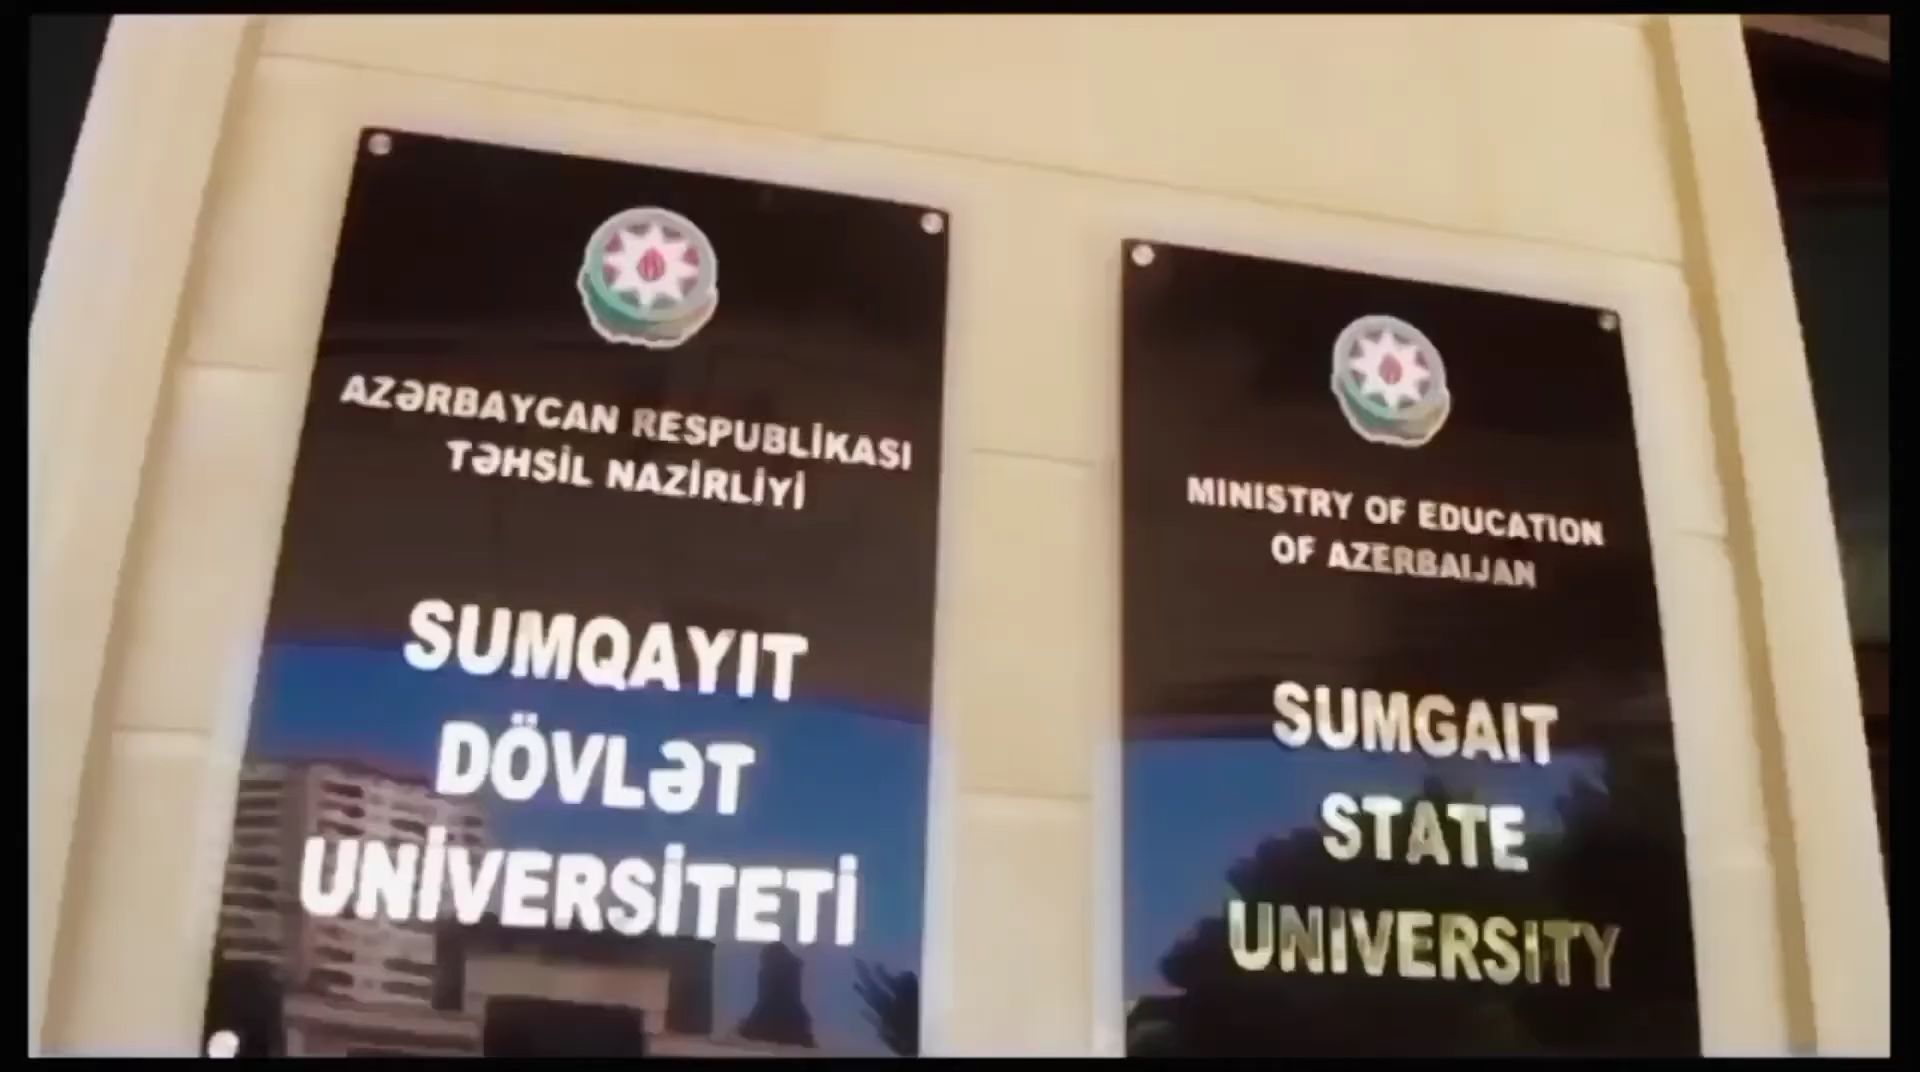 AZƏRBAYCAN RESPUBLİKASI
TƏHSİL NAZİRLİYİ
SUMQAYIT
DÖVLƏT
UNİVERSİTETİ
MINISTRY OF EDUCATION
OF AZERBAIJAN
SUMGAIT
STATE
UNIVERSITY